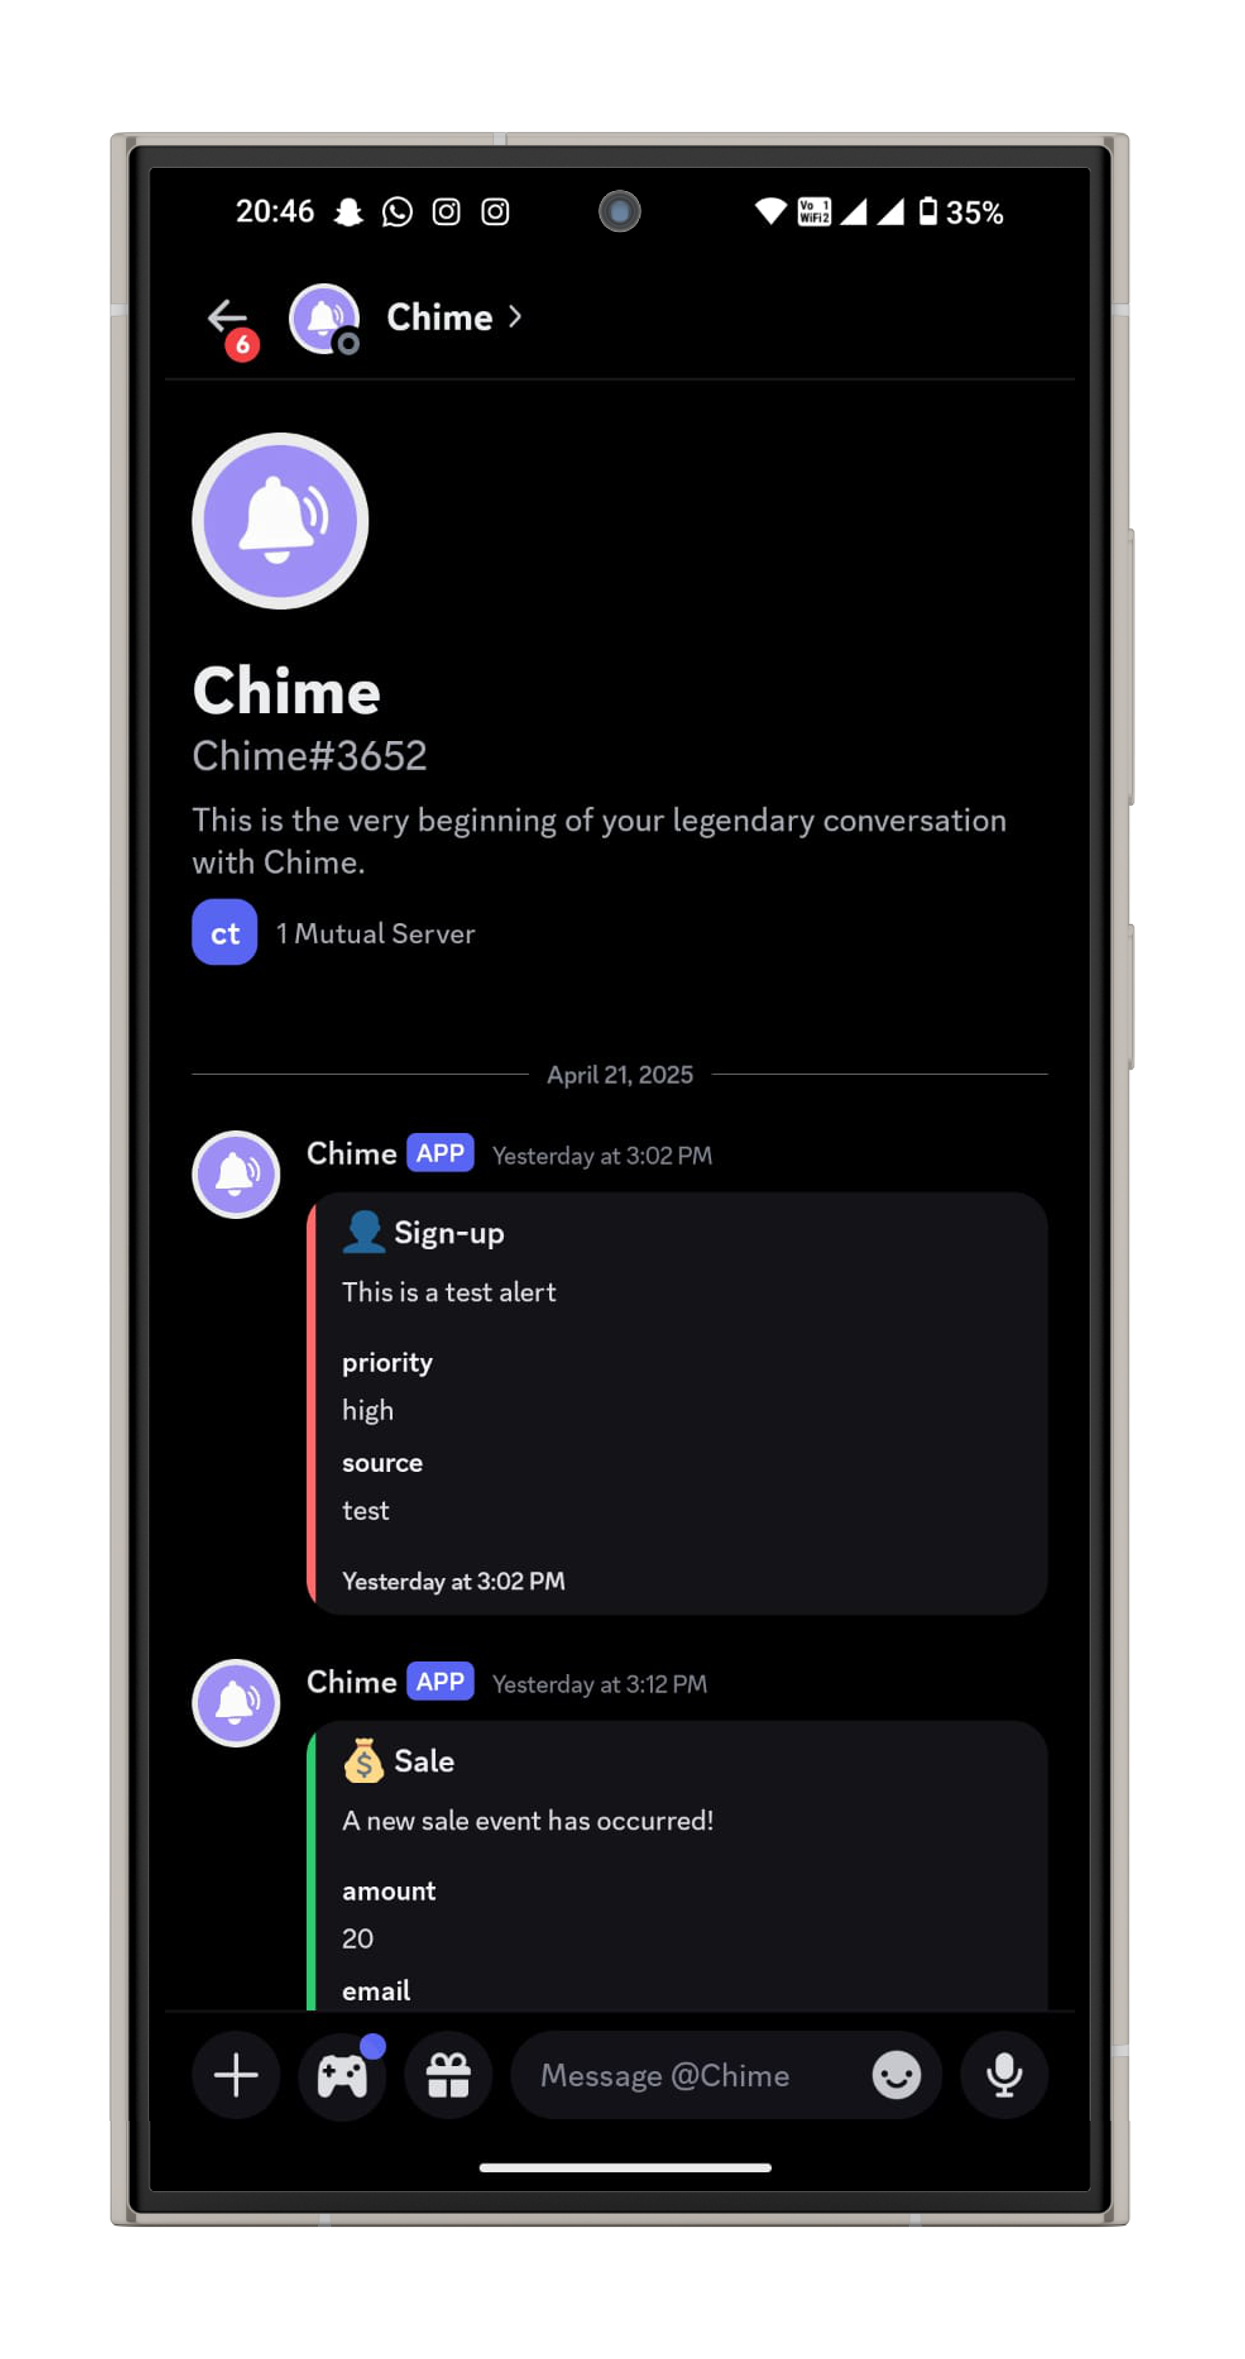 20:46
Vo 1
WiFi2
35%
6
Chime
Chime
Chime#3652
This is the very beginning of your legendary conversation
with Chime.
ct
1 Mutual Server
April 21, 2025
Chime APP Yesterday at 3:02 PM
👤 Sign-up
This is a test alert
priority
high
source
test
Yesterday at 3:02 PM
Chime APP Yesterday at 3:12 PM
💰 Sale
A new sale event has occurred!
amount
20
email
Message @Chime